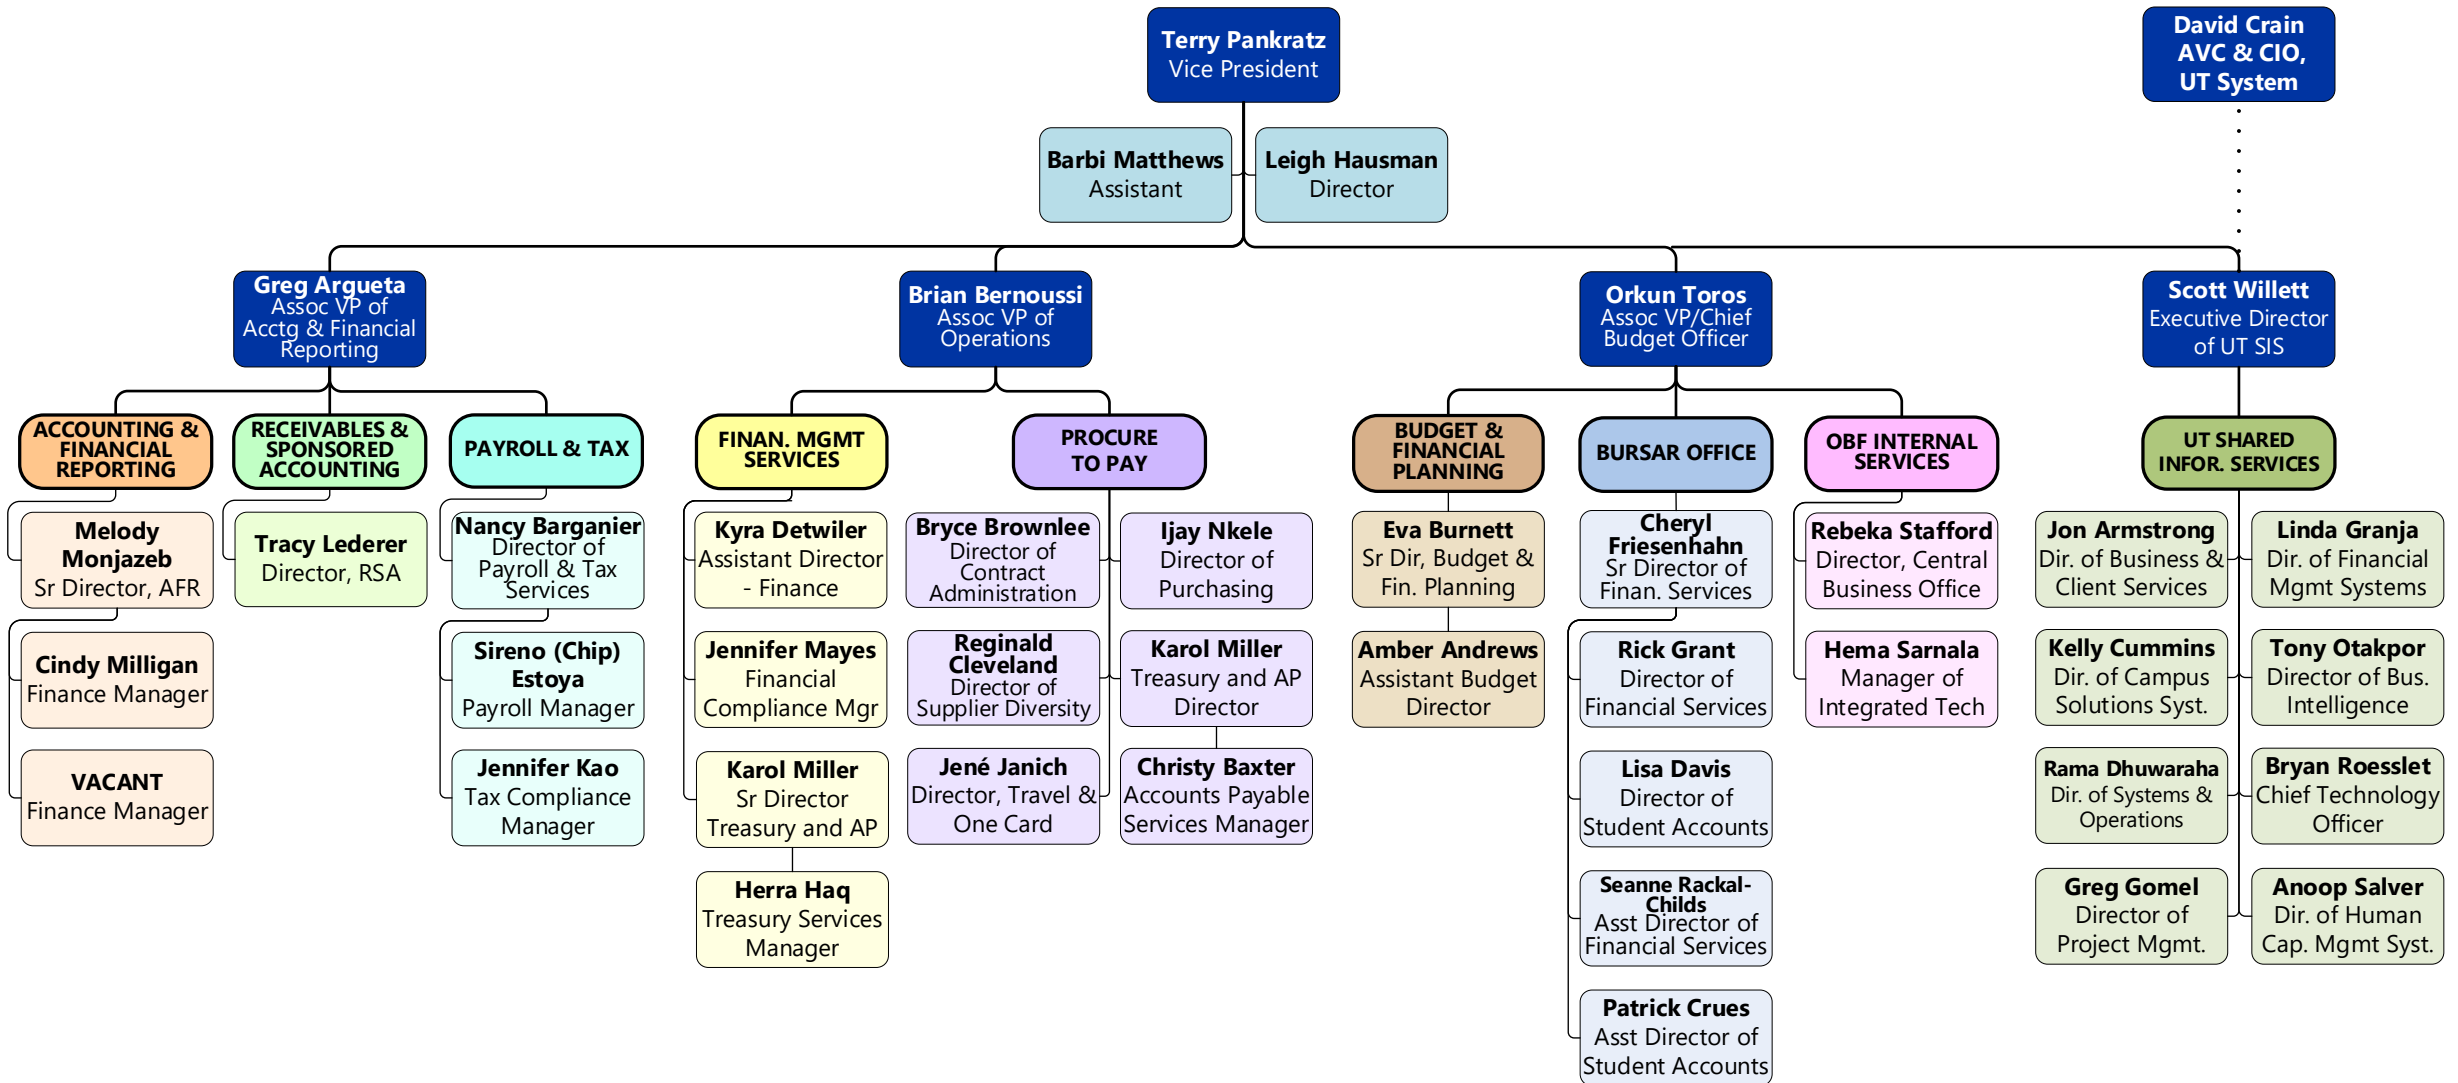 Terry Pankratz
Vice President
David Crain
AVC & CIO,
UT System
Barbi Matthews
Assistant
Leigh Hausman
Director
Greg Argueta
Assoc VP of
Acctg & Financial
Reporting
Brian Bernoussi
Assoc VP of
Operations
Orkun Toros
Assoc VP/Chief
Budget Officer
Scott Willett
Executive Director
of UT SIS
ACCOUNTING &
FINANCIAL
REPORTING
RECEIVABLES &
SPONSORED
ACCOUNTING
PAYROLL & TAX
FINAN. MGMT
SERVICES
PROCURE
TO PAY
BUDGET &
FINANCIAL
PLANNING
BURSAR OFFICE
OBF INTERNAL
SERVICES
UT SHARED
INFOR. SERVICES
Melody
Monjazeb
Sr Director, AFR
Tracy Lederer
Director, RSA
Nancy Barganier
Director of
Payroll & Tax
Services
Kyra Detwiler
Assistant Director
- Finance
Bryce Brownlee
Director of
Contract
Administration
Ijay Nkele
Director of
Purchasing
Eva Burnett
Sr Dir, Budget &
Fin. Planning
Cheryl
Friesenhahn
Sr Director of
Finan. Services
Rebeka Stafford
Director, Central
Business Office
Jon Armstrong
Dir. of Business &
Client Services
Linda Granja
Dir. of Financial
Mgmt Systems
Cindy Milligan
Finance Manager
Sireno (Chip)
Estoya
Payroll Manager
Jennifer Mayes
Financial
Compliance Mgr
Reginald
Cleveland
Director of
Supplier Diversity
Karol Miller
Treasury and AP
Director
Amber Andrews
Assistant Budget
Director
Rick Grant
Director of
Financial Services
Hema Sarnala
Manager of
Integrated Tech
Kelly Cummins
Dir. of Campus
Solutions Syst.
Tony Otakpor
Director of Bus.
Intelligence
VACANT
Finance Manager
Jennifer Kao
Tax Compliance
Manager
Karol Miller
Sr Director
Treasury and AP
Jené Janich
Director, Travel &
One Card
Christy Baxter
Accounts Payable
Services Manager
Lisa Davis
Director of
Student Accounts
Rama Dhuwaraha
Dir. of Systems &
Operations
Bryan Roesslet
Chief Technology
Officer
Herra Haq
Treasury Services
Manager
Seanne Rackal-
Childs
Asst Director of
Financial Services
Greg Gomel
Director of
Project Mgmt.
Anoop Salver
Dir. of Human
Cap. Mgmt Syst.
Patrick Crues
Asst Director of
Student Accounts